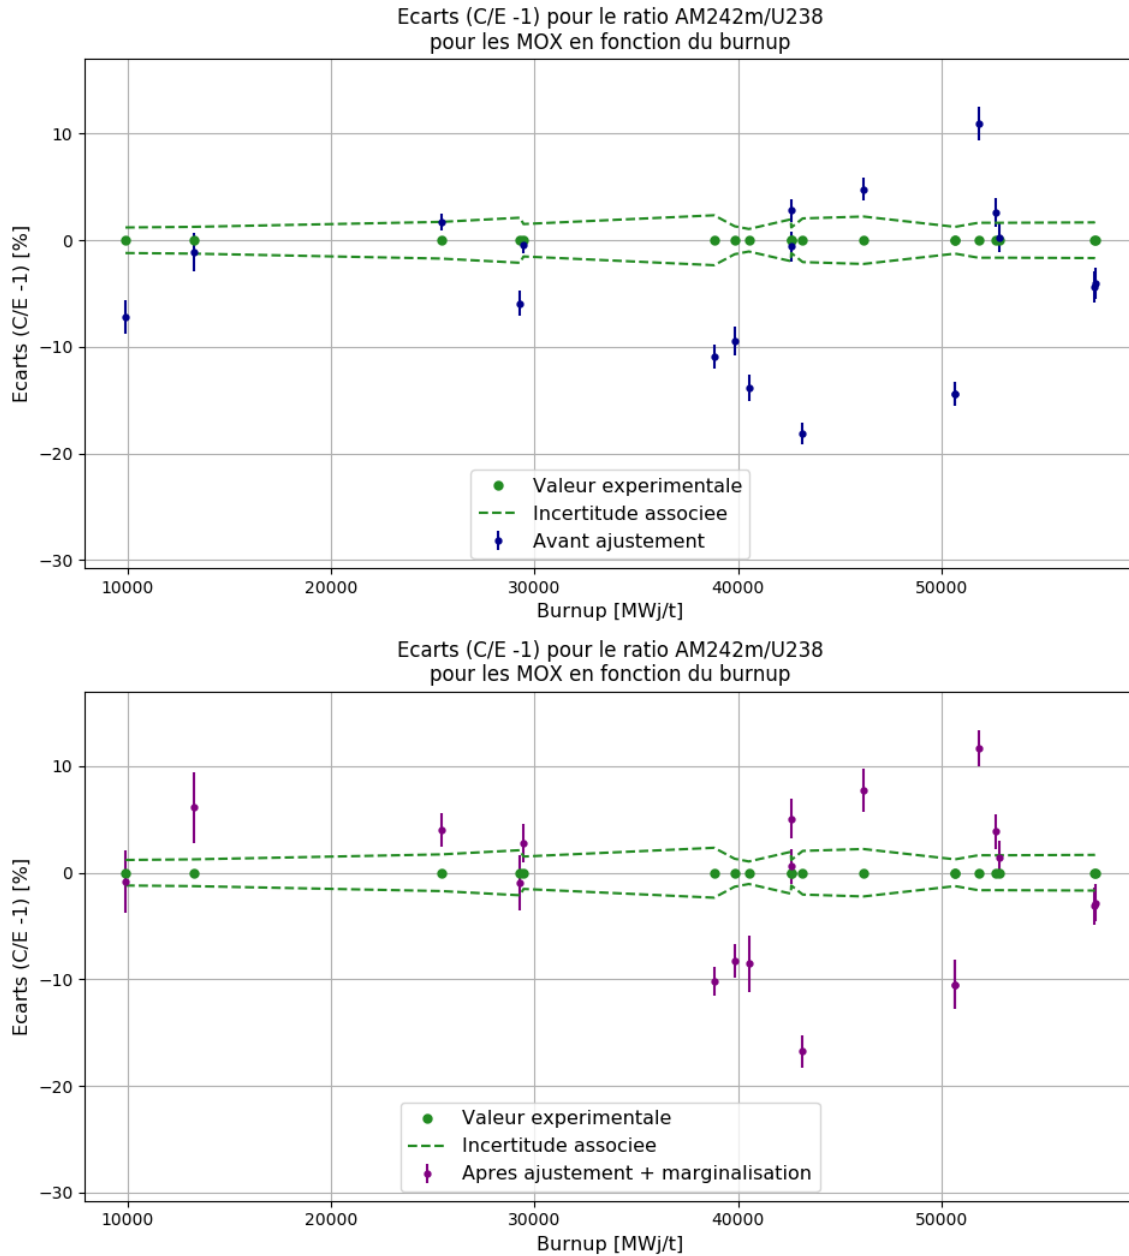 Ecarts (C/E -1) pour le ratio AM242m/U238
pour les MOX en fonction du burnup
Ecarts (C/E -1) [%]
10
0
−10
−20
−30
Valeur experimentale
Incertitude associee
Avant ajustement
10000 20000 30000 40000 50000
Burnup [MWj/t]
Ecarts (C/E -1) pour le ratio AM242m/U238
pour les MOX en fonction du burnup
Ecarts (C/E -1) [%]
10
0
−10
−20
−30
Valeur experimentale
Incertitude associee
Apres ajustement + marginalisation
10000 20000 30000 40000 50000
Burnup [MWj/t]